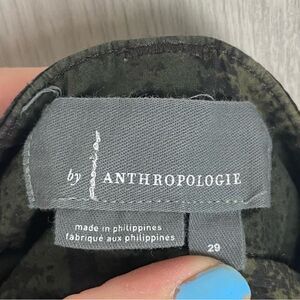 by ANTHROPOLOGIE
made in philippines
fabriqué aux philippines
29